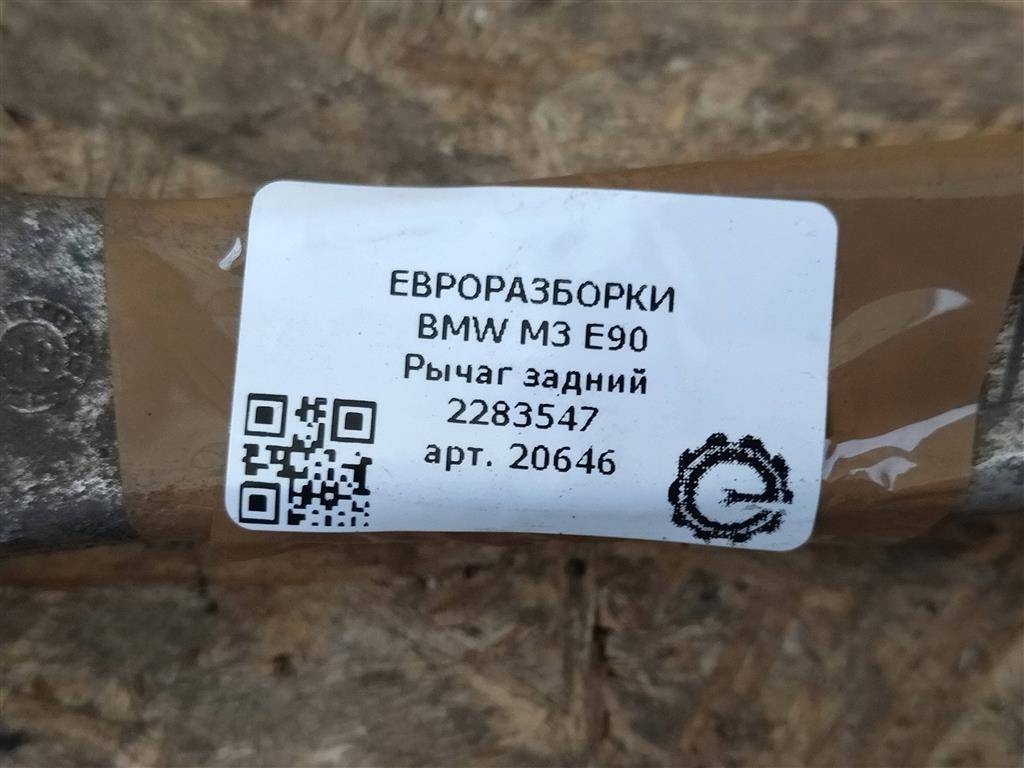 ЕВРОРАЗБОРКИ
BMW M3 E90
Рычаг задний
2283547
арт. 20646